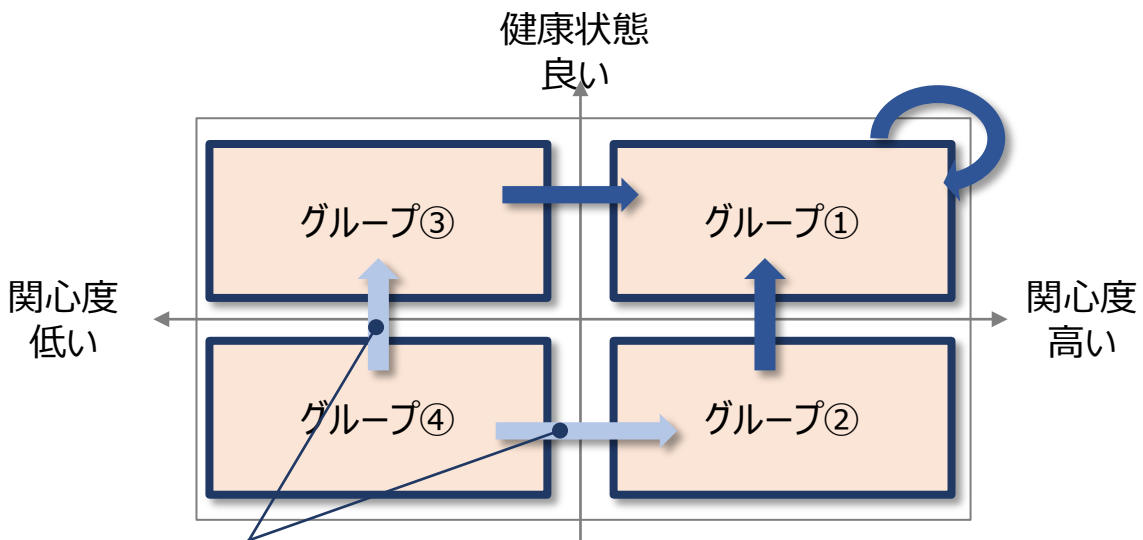 健康状態
良い
グループ③
グループ①
関心度
低い
関心度
高い
グループ④
グループ②